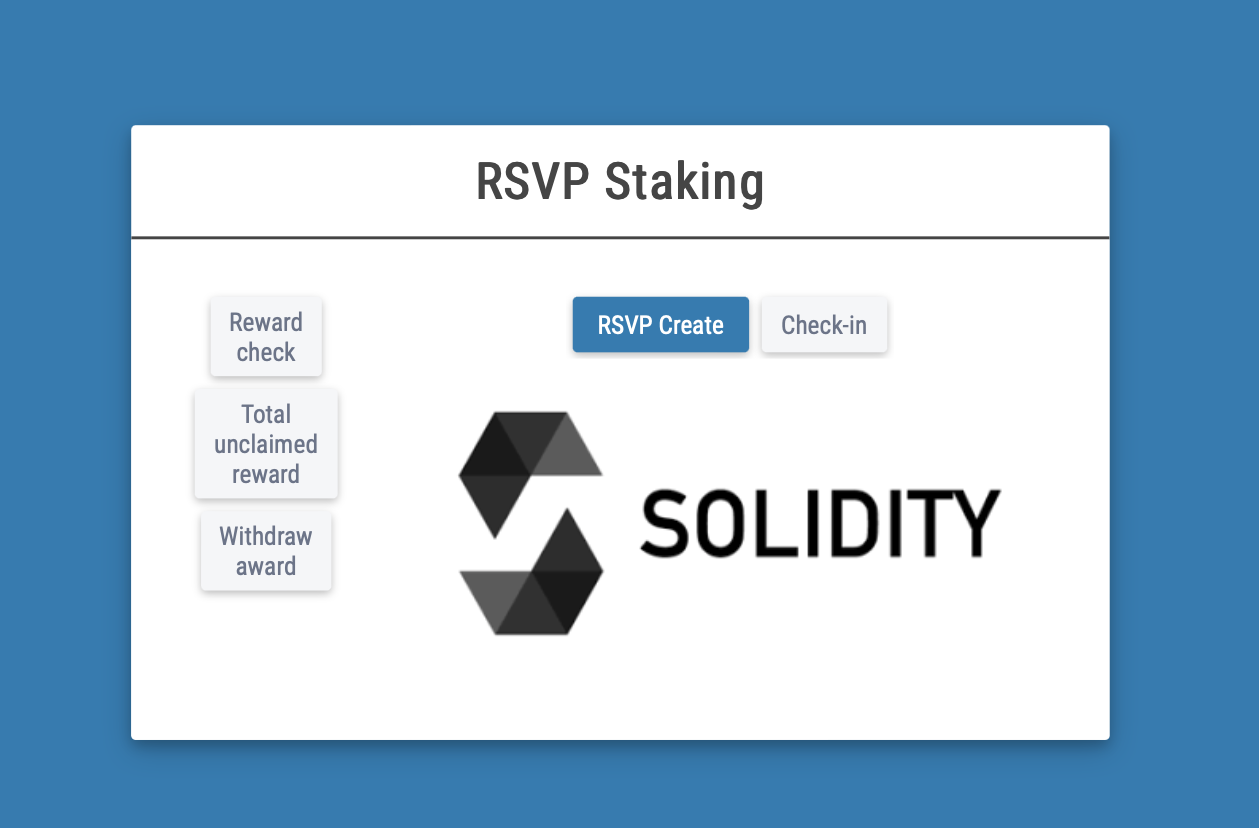 RSVP Staking
Reward
check
Total
unclaimed
reward
Withdraw
award
RSVP Create
Check-in
SOLIDITY